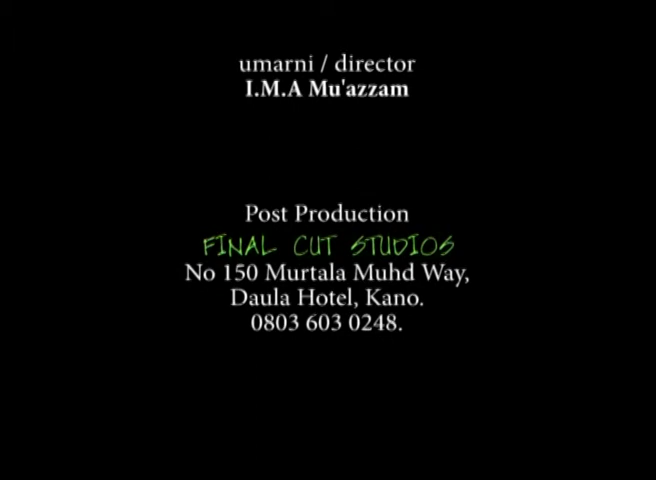 umarni / director
I.M.A Mu'azzam
Post Production
FINAL CUT STUDIOS
No 150 Murtala Muhd Way,
Daula Hotel, Kano.
0803 603 0248.